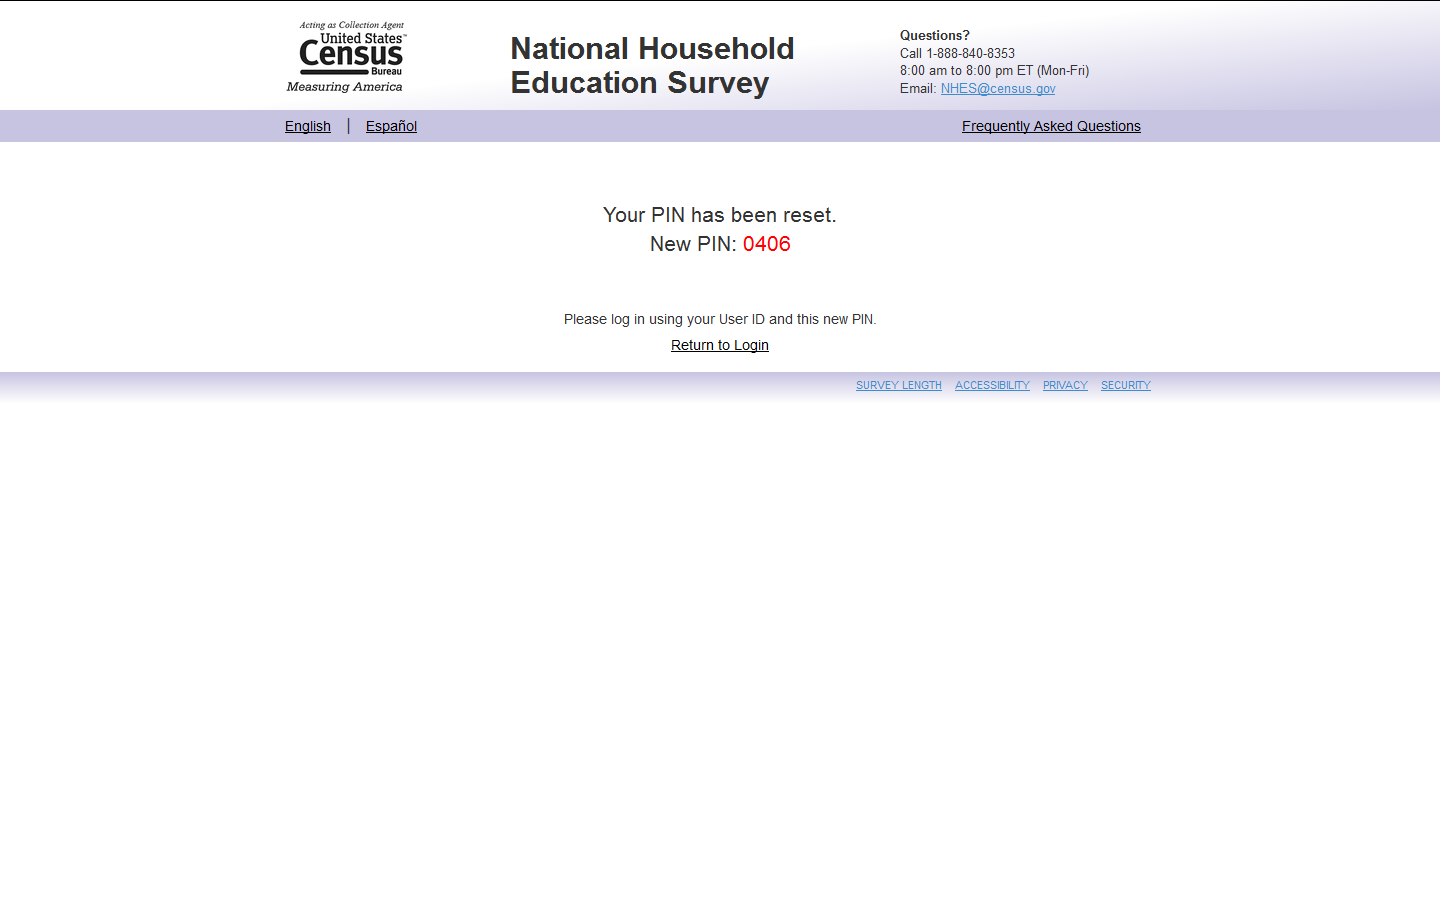 Acting as Collection Agent
United States™
Census
Bureau
Measuring America
National Household
Education Survey
Questions?
Call 1-888-840-8353
8:00 am to 8:00 pm ET (Mon-Fri)
Email: NHES@census.gov
English | Español
Frequently Asked Questions
Your PIN has been reset.
New PIN: 0406
Please log in using your User ID and this new PIN.
Return to Login
SURVEY LENGTH ACCESSIBILITY PRIVACY SECURITY